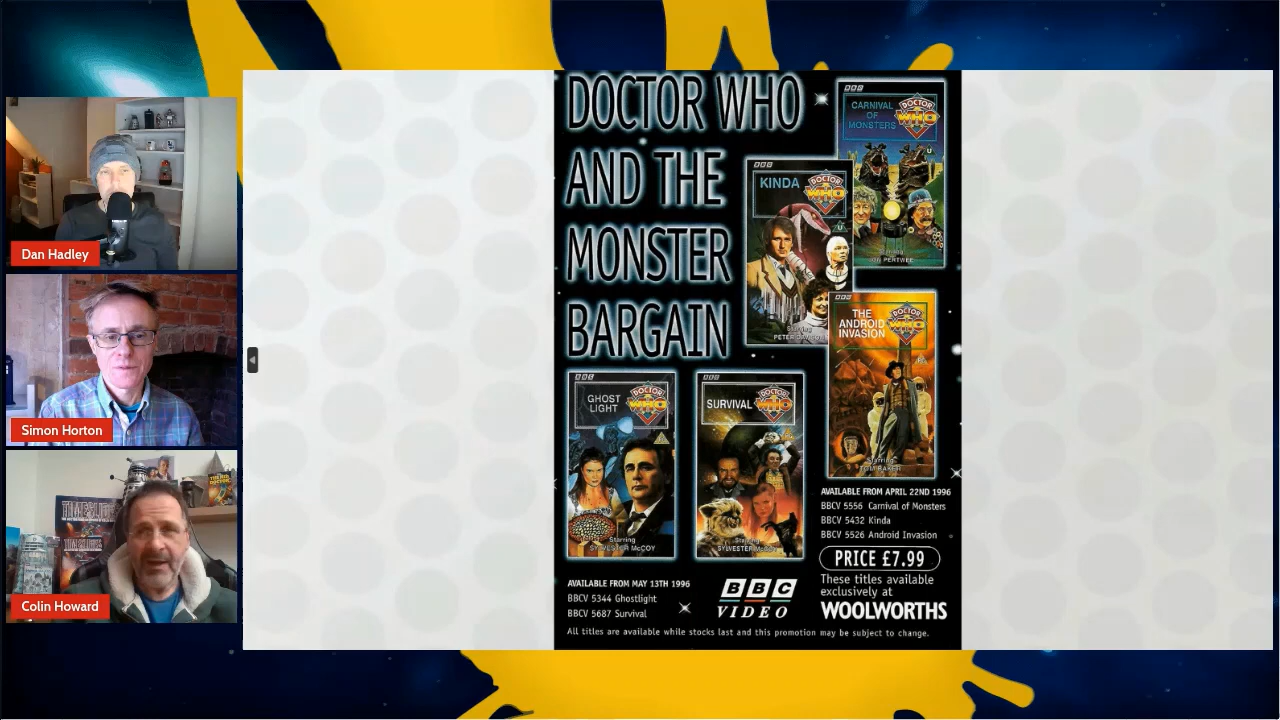 Dan Hadley
Simon Horton
Colin Howard
DOCTOR WHO
AND THE
MONSTER
BARGAIN
BBC
CARNIVAL
OF
MONSTERS
DOCTOR
WHO
Starring
JON PERTWEE
BBC
KINDA
DOCTOR
WHO
Starring
BBC
THE
ANDROID
INVASION
DOCTOR
WHO
Starring
TOM BAKER
BBC
GHOST
LIGHT
DOCTOR
WHO
Starring
SYLVESTER McCOY
BBC
SURVIVAL
DOCTOR
WHO
Starring
SYLVESTER McCOY
AVAILABLE FROM APRIL 22ND 1996
BBCV 5556 Carnival of Monsters
BBCV 5432 Kinda
BBCV 5526 Android Invasion
PRICE £7.99
These titles available
exclusively at
WOOLWORTHS
AVAILABLE FROM MAY 13TH 1996
BBCV 5344 Ghostlight
BBCV 5687 Survival
BBC
VIDEO
All titles are available while stocks last and this promotion may be subject to change.